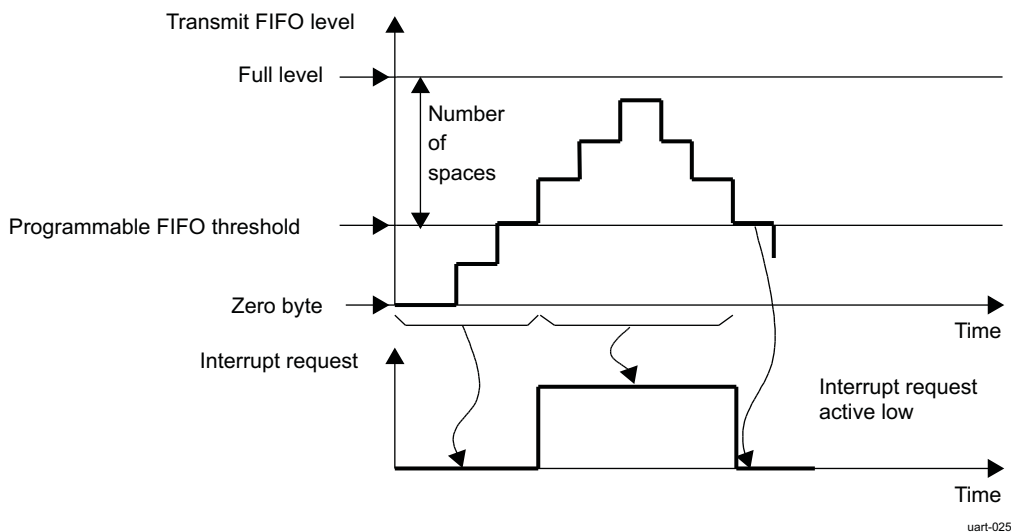 Transmit FIFO level
Full level
Number
of
spaces
Programmable FIFO threshold
Zero byte
Time
Interrupt request
Interrupt request
active low
Time
uart-025